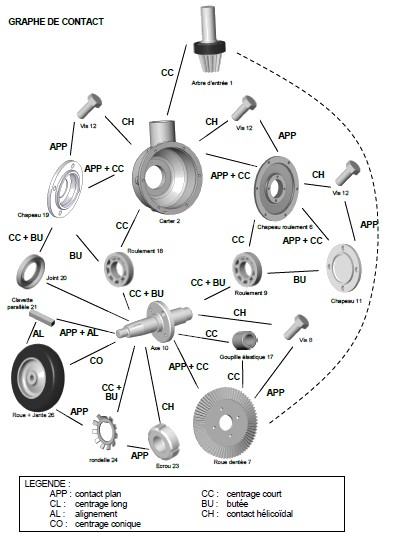 GRAPHE DE CONTACT
CC
Arbre d'entrée 1
Vis 12
CH
CH
Vis 12
APP
APP
CH
APP + CC
APP + CC
Vis 12
Chapeau 19
Carter 2
Chapeau roulement 6
APP
CC + BU
CC
CC
APP + CC
BU
Roulement 18
Joint 20
CC + BU
Roulement 9
BU
Chapeau 11
Clavette
parallèle 21
CC + BU
CH
AL
APP + AL
Axe 10
CC
Goupille élastique 17
Vis 8
CO
APP + CC
CC
APP
CC +
BU
Roue + Jante 26
APP
CH
rondelle 24
APP
Ecrou 23
Roue dentée 7
LEGENDE :
APP : contact plan CC : centrage court
CL : centrage long BU : butée
AL : alignement CH : contact hélicoïdal
CO : centrage conique